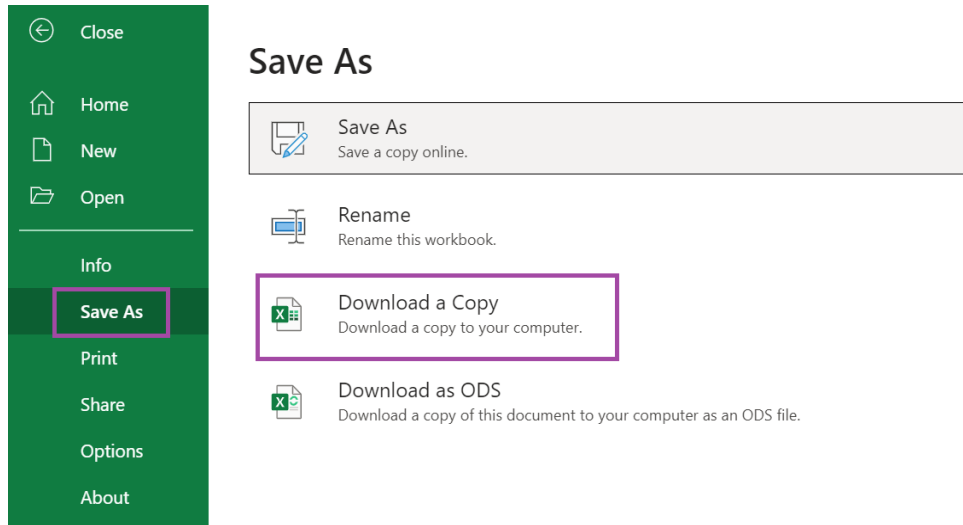 Close
Home
New
Open
Info
Save As
Print
Share
Options
About
Save As
Save As
Save a copy online.
Rename
Rename this workbook.
Download a Copy
Download a copy to your computer.
Download as ODS
Download a copy of this document to your computer as an ODS file.